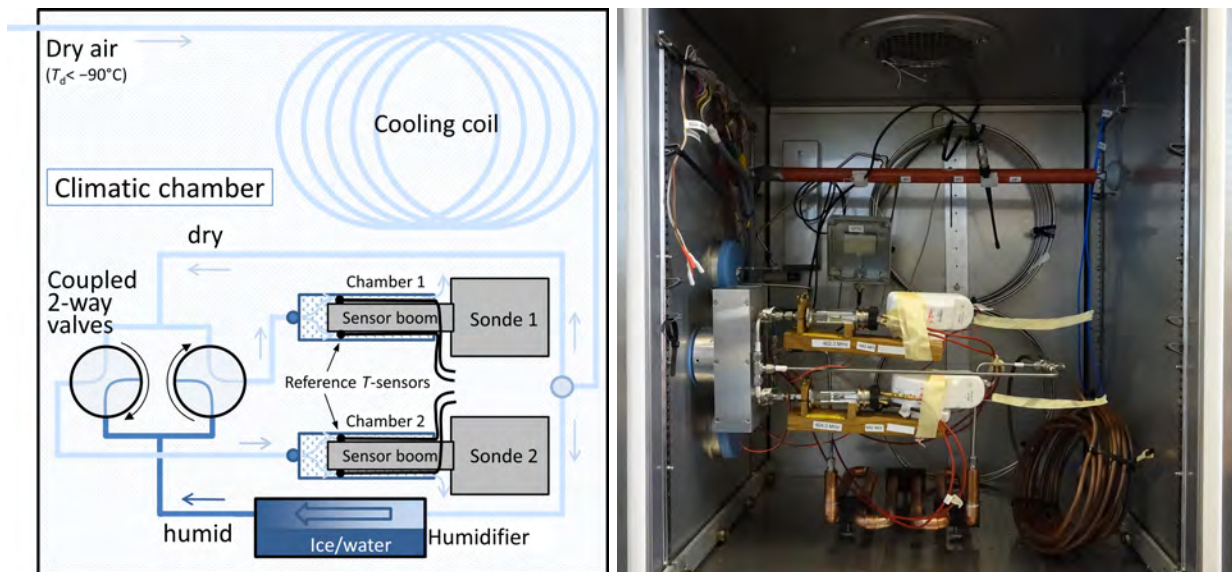 Dry air
(Td< −90°C)
Cooling coil
Climatic chamber
dry
Coupled
2-way
valves
Chamber 1
Sensor boom
Sonde 1
Reference T-sensors
Chamber 2
Sensor boom
Sonde 2
humid
Ice/water
Humidifier